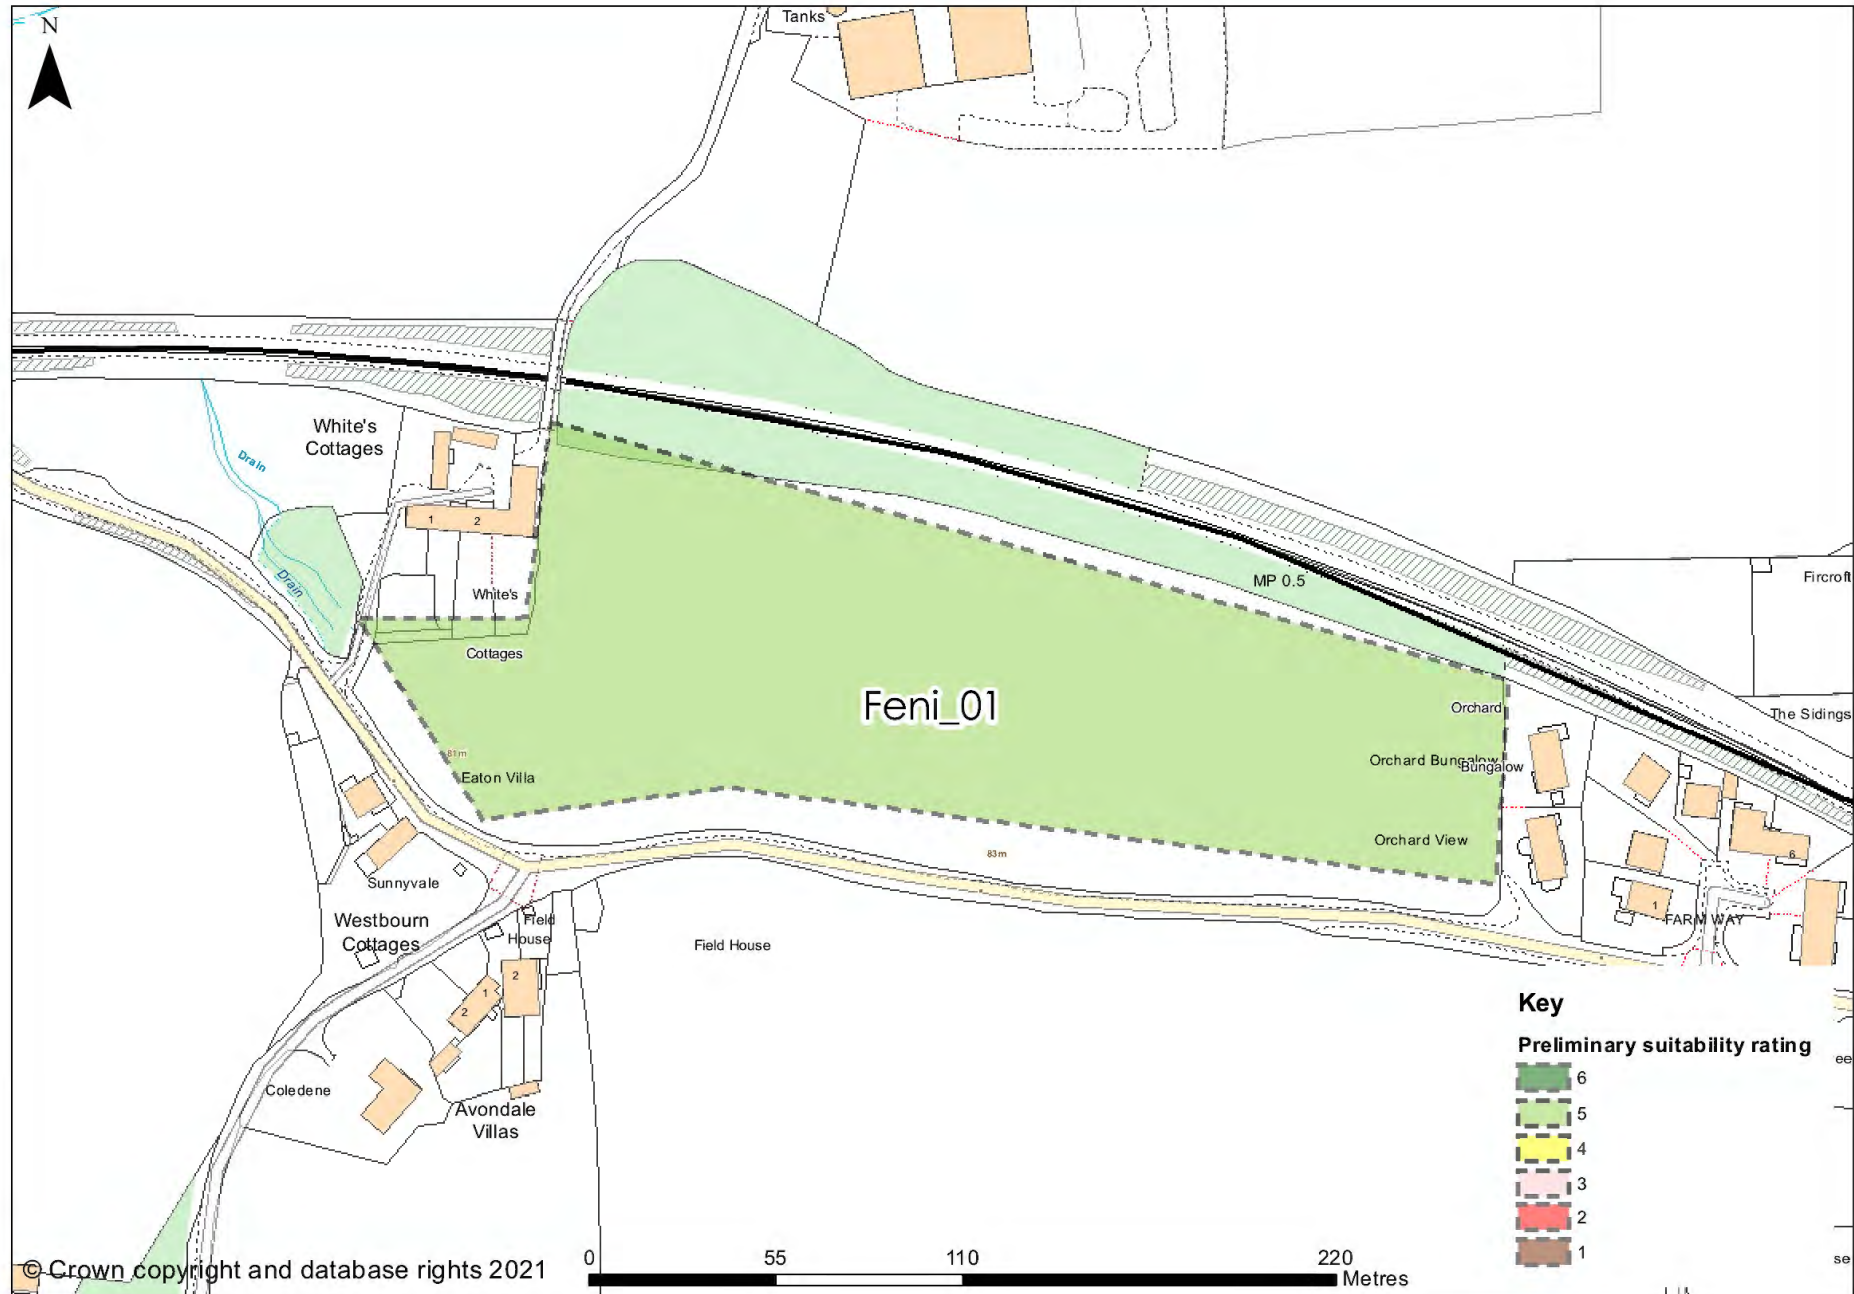 N
Tanks
White's
Cottages
Drain
Drain
1
2
White's
Cottages
MP 0.5
Fircroft
The Sidings
Feni_01
Orchard
Orchard Bungalow
Bungalow
Orchard View
81m
Eaton Villa
83m
6
1
FARM WAY
Sunnyvale
Westbourn
Cottages
Field
House
Field House
2
1
2
Coledene
Avondale
Villas
Key
Preliminary suitability rating
6
5
4
3
2
1
ee
se
© Crown copyright and database rights 2021
0 55 110 220
Metres